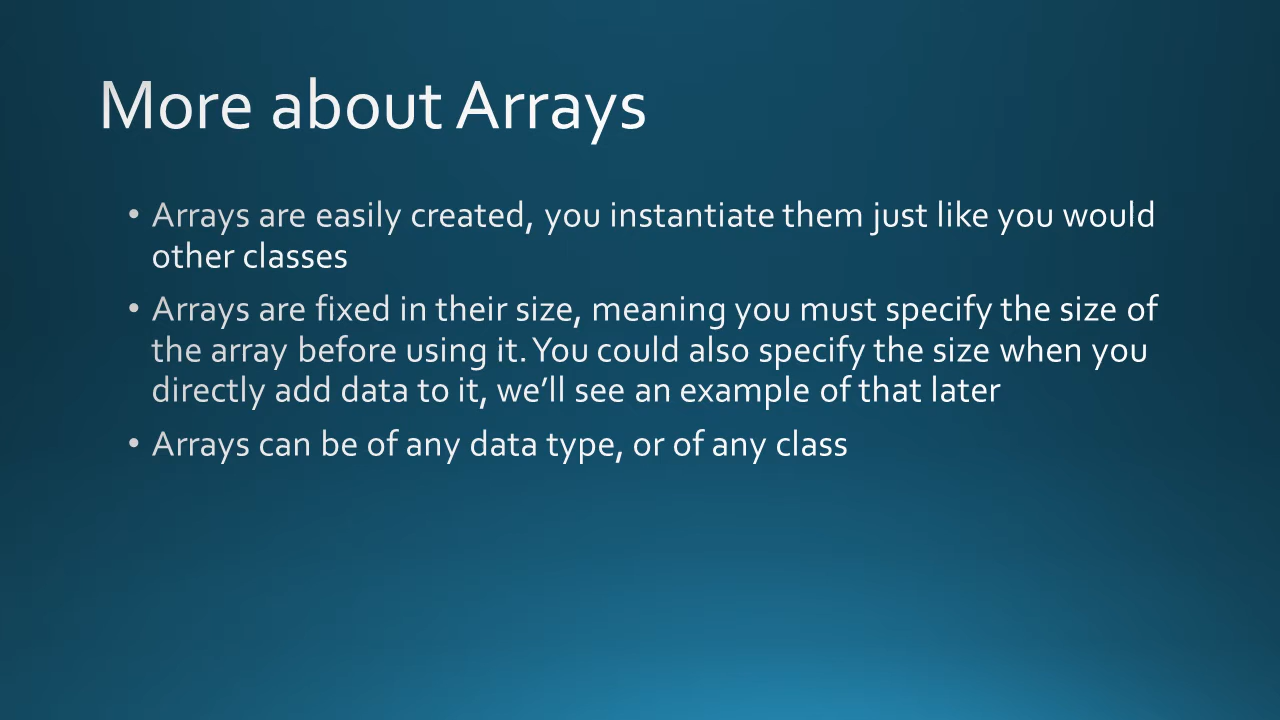 More about Arrays
• Arrays are easily created, you instantiate them just like you would
other classes
• Arrays are fixed in their size, meaning you must specify the size of
the array before using it. You could also specify the size when you
directly add data to it, we’ll see an example of that later
• Arrays can be of any data type, or of any class